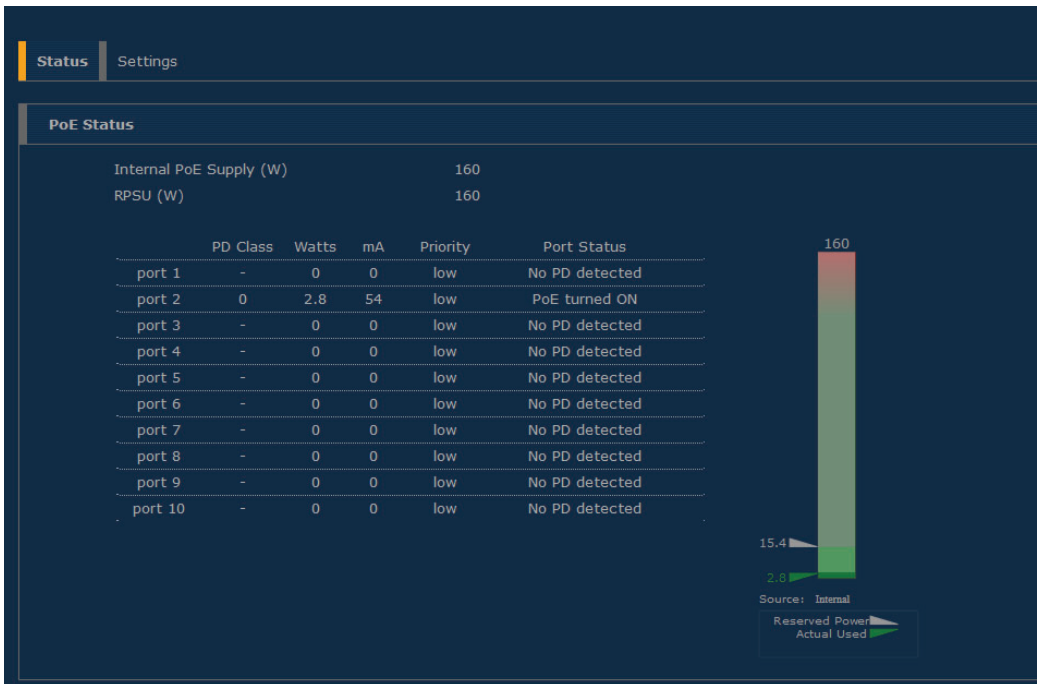 Status Settings
PoE Status
Internal PoE Supply (W) 160
RPSU (W) 160
PD Class Watts mA Priority Port Status
port 1 - 0 0 low No PD detected
port 2 0 2.8 54 low PoE turned ON
port 3 - 0 0 low No PD detected
port 4 - 0 0 low No PD detected
port 5 - 0 0 low No PD detected
port 6 - 0 0 low No PD detected
port 7 - 0 0 low No PD detected
port 8 - 0 0 low No PD detected
port 9 - 0 0 low No PD detected
port 10 - 0 0 low No PD detected
160
15.4
2.8
Source: Internal
Reserved Power
Actual Used